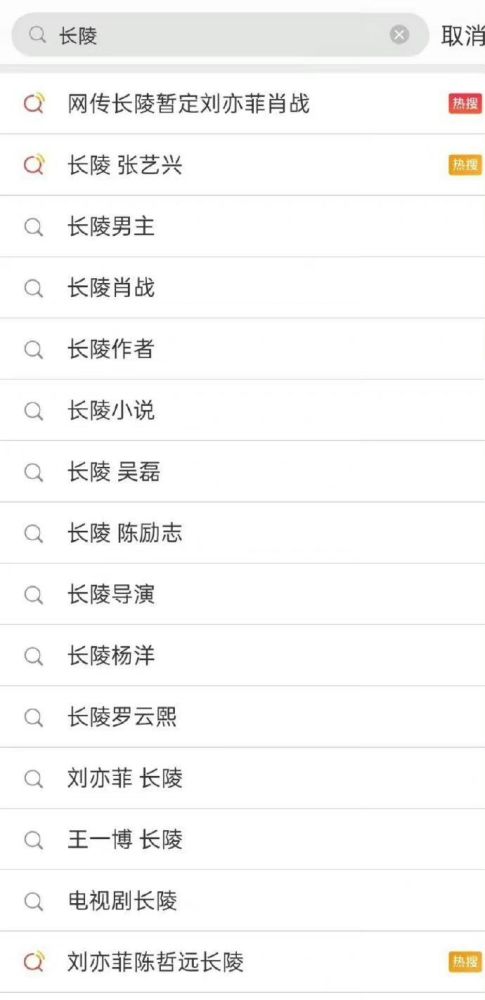 长陵
取消
网传长陵暂定刘亦菲肖战 热搜
长陵 张艺兴 热搜
长陵男主
长陵肖战
长陵作者
长陵小说
长陵 吴磊
长陵 陈励志
长陵导演
长陵杨洋
长陵罗云熙
刘亦菲 长陵
王一博 长陵
电视剧长陵
刘亦菲陈哲远长陵 热搜